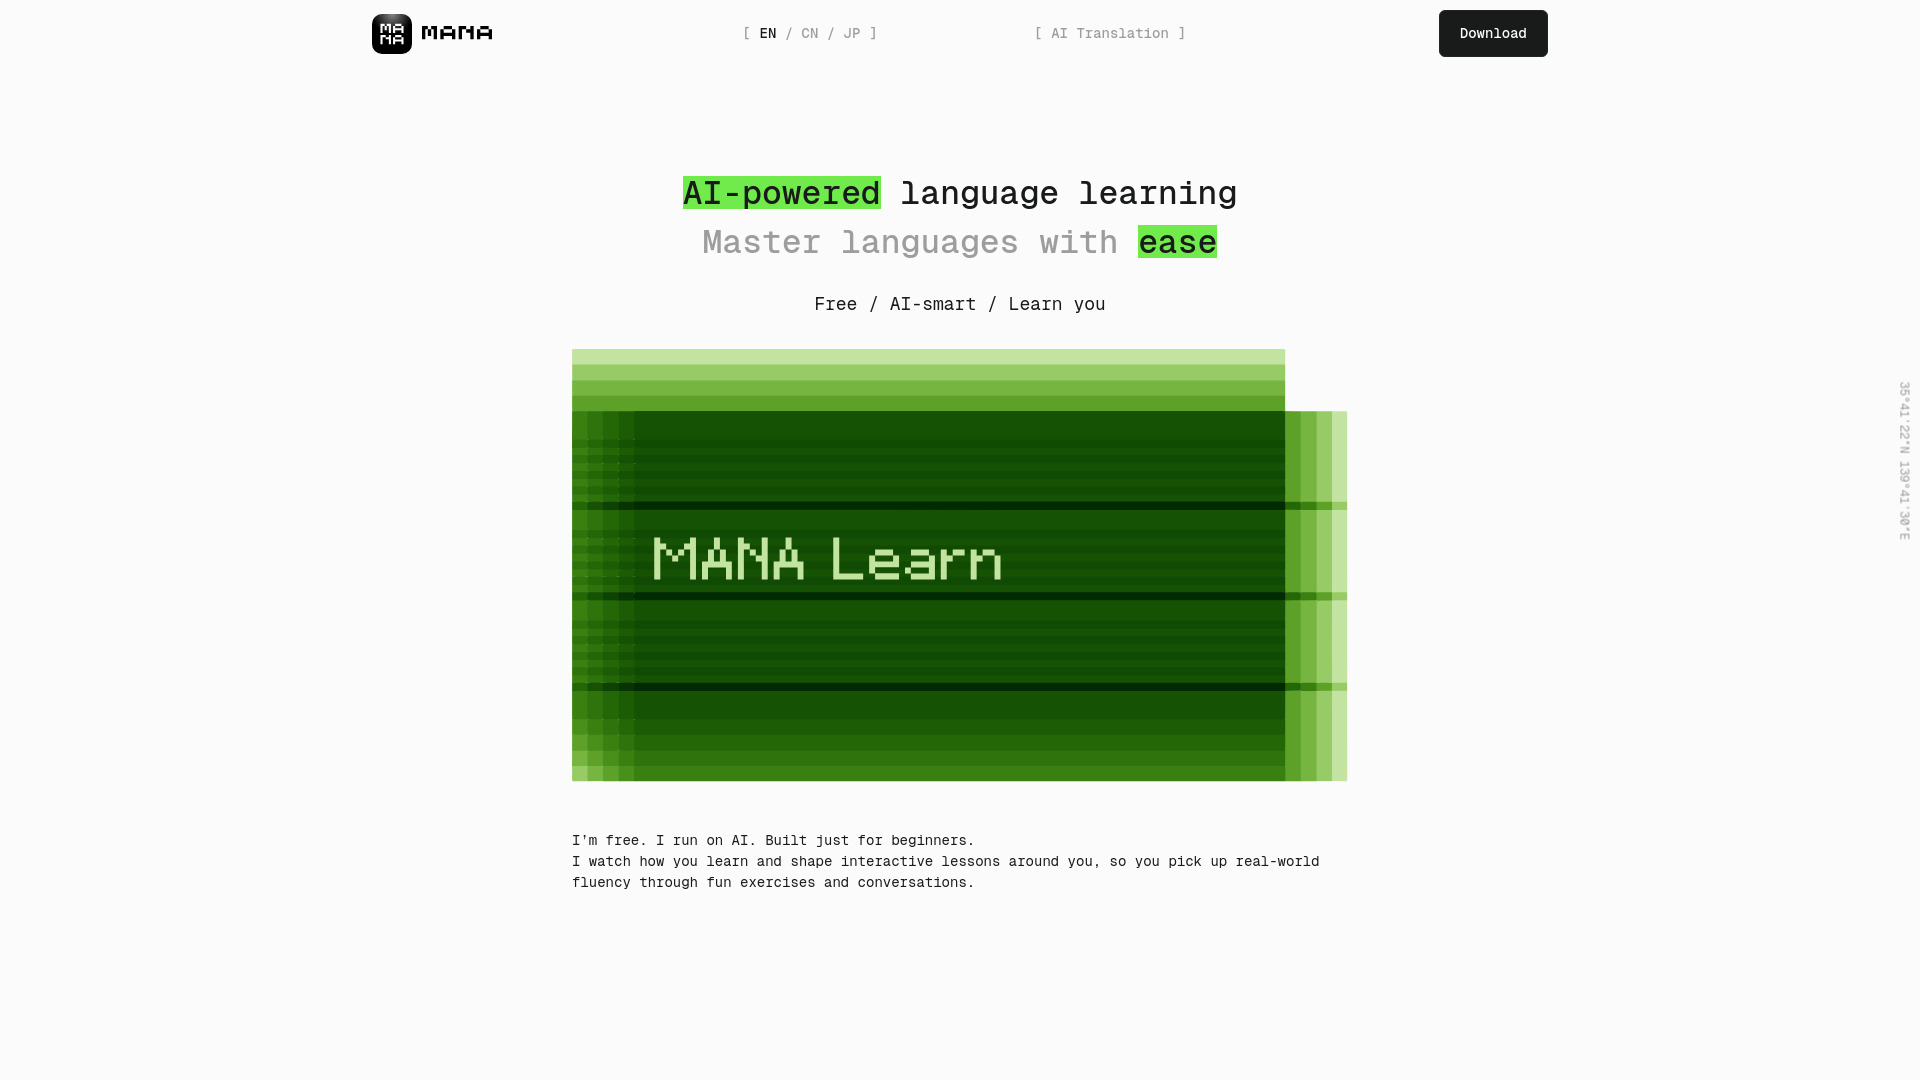 MA
NA
MANA
[ EN / CN / JP ]
[ AI Translation ]
Download
AI-powered language learning
Master languages with ease
Free / AI-smart / Learn you
MANA Learn
35°41'22"N 139°41'30"E
I'm free. I run on AI. Built just for beginners.
I watch how you learn and shape interactive lessons around you, so you pick up real-world
fluency through fun exercises and conversations.